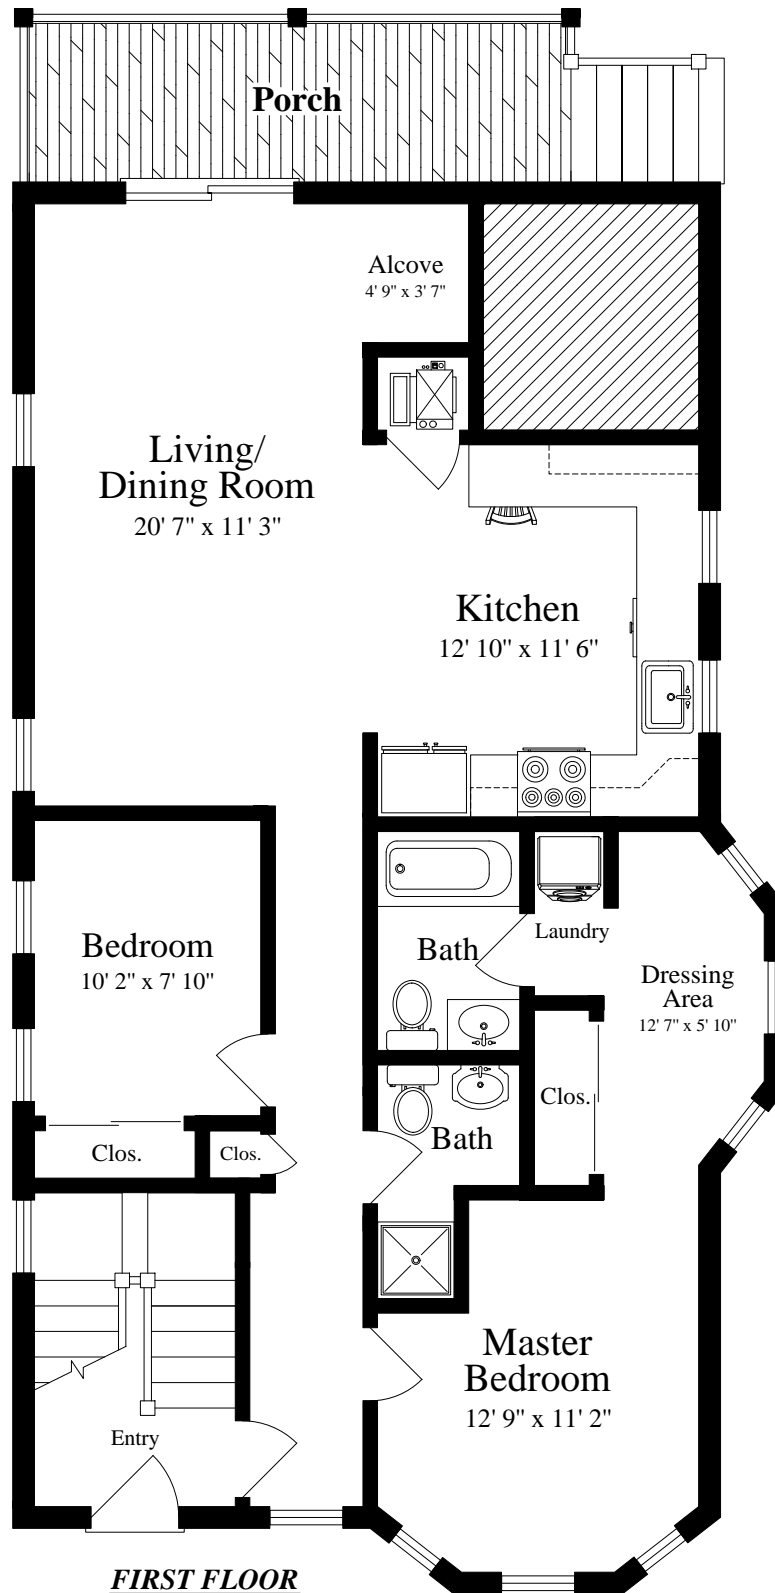 Porch
Alcove
4' 9" x 3' 7"
Living/
Dining Room
20' 7" x 11' 3"
Kitchen
12' 10" x 11' 6"
Bedroom
10' 2" x 7' 10"
Bath
Laundry
Dressing
Area
12' 7" x 5' 10"
Clos.
Bath
Clos.
Clos.
Master
Bedroom
12' 9" x 11' 2"
Entry
FIRST FLOOR